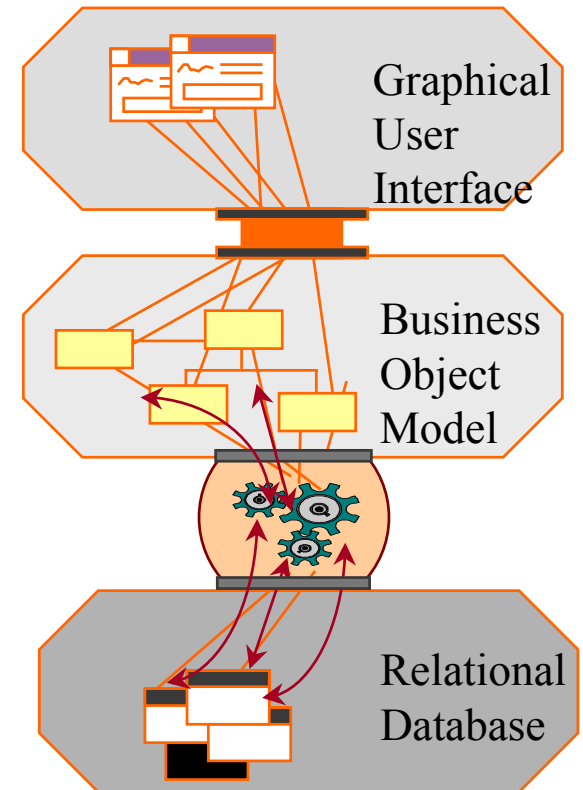 Graphical
User
Interface
Business
Object
Model
Relational
Database